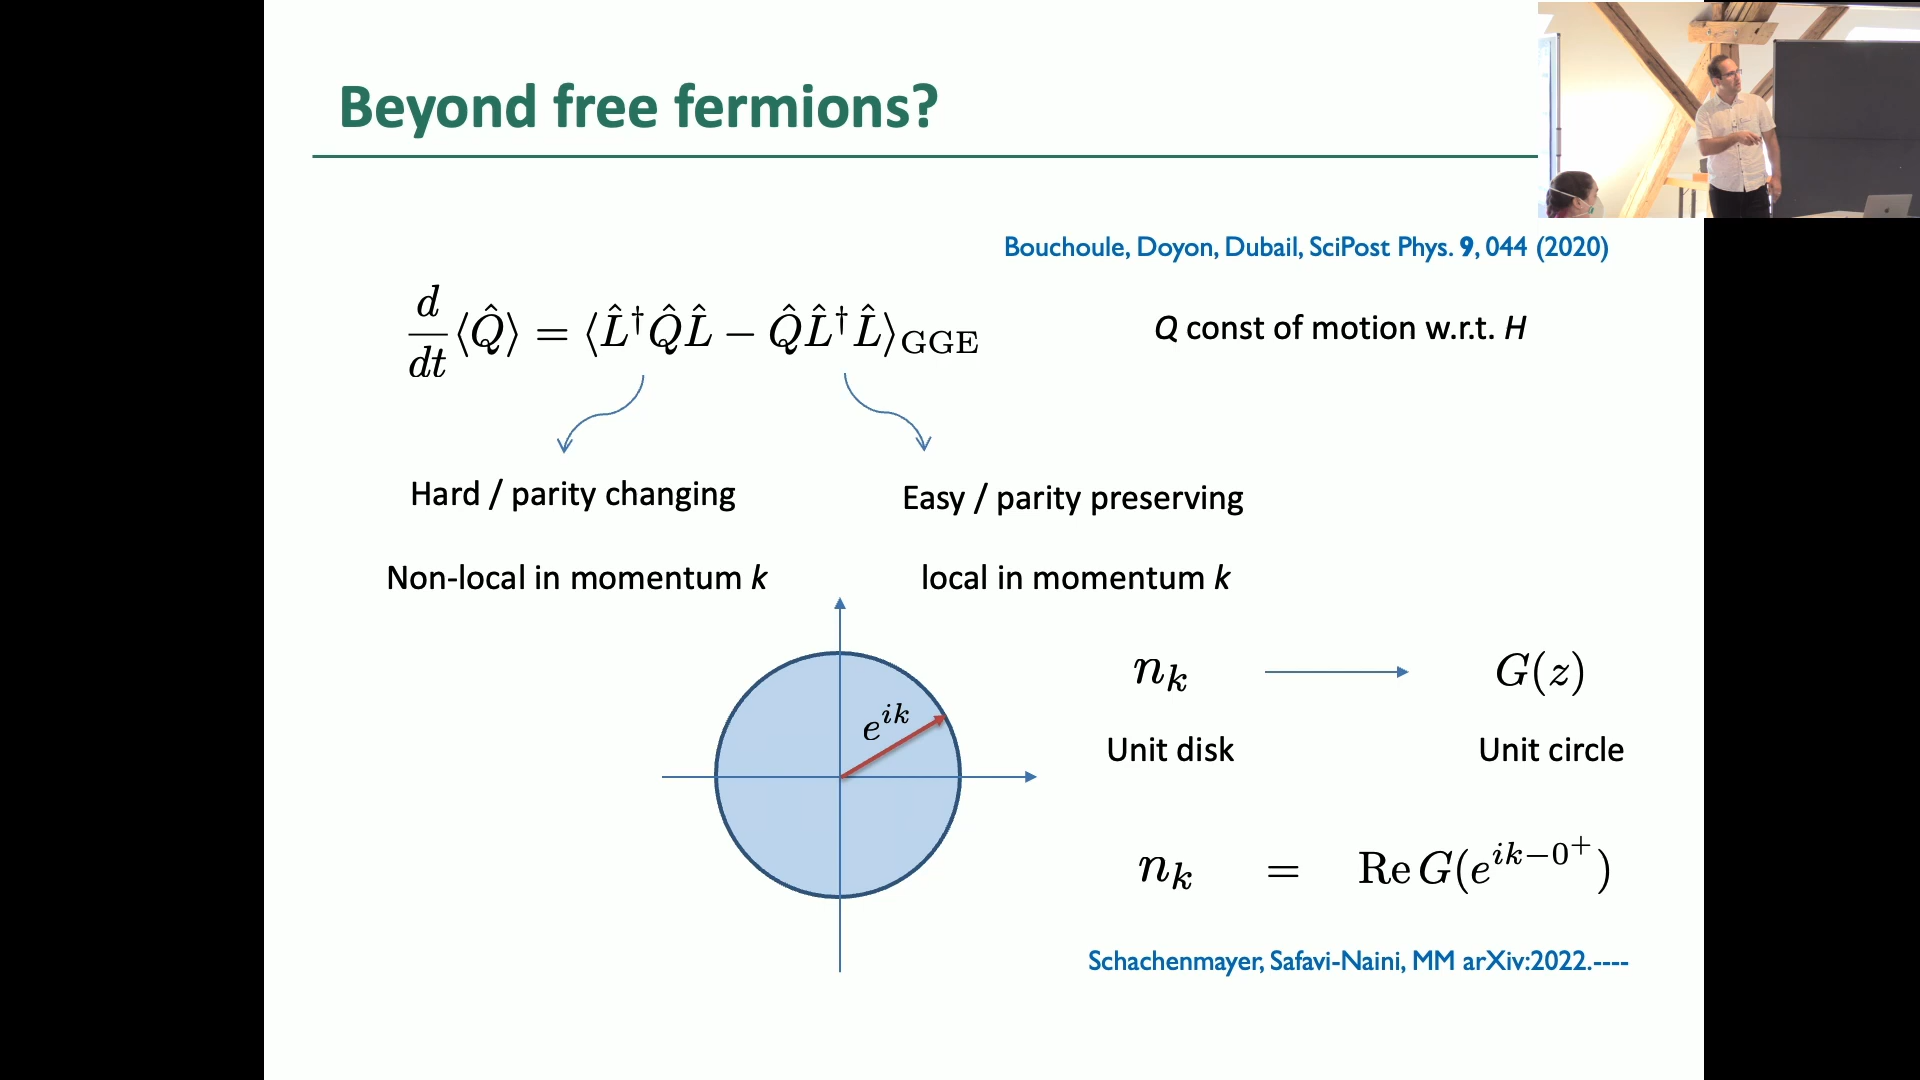 Beyond free fermions?
Bouchoule, Doyon, Dubail, SciPost Phys. 9, 044 (2020)
d/dt ⟨Q̂⟩ = ⟨L̂†Q̂L̂ − Q̂L̂†L̂⟩GGE
Q const of motion w.r.t. H
Hard / parity changing
Easy / parity preserving
Non-local in momentum k
local in momentum k
n_k
G(z)
e^{ik}
Unit disk
Unit circle
n_k = Re G(e^{ik−0⁺})
Schachenmayer, Safavi-Naini, MM arXiv:2022.----